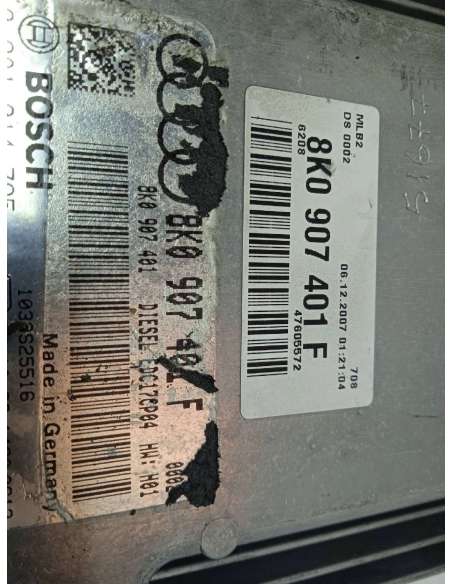 BOSCH
8K0 907 401 F
8K0 907 401 DIESEL EDC17CP04 HW: H01
1039S25516
Made in Germany
MLB2
DS 0002
8K0 907 401 F
6208
47605572
06.12.2007 01:21:04
708